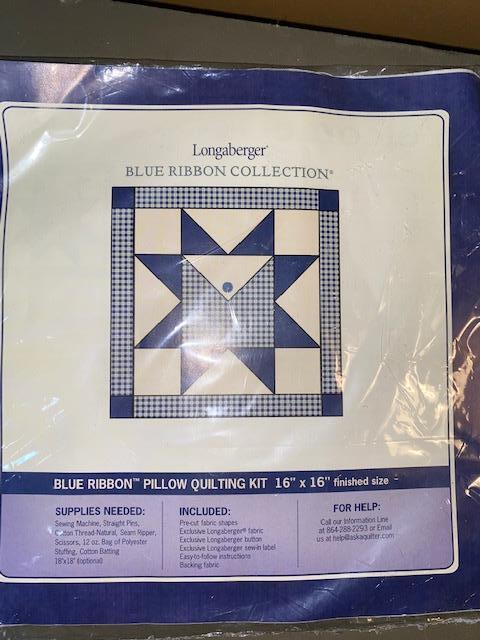 Longaberger®
BLUE RIBBON COLLECTION®
BLUE RIBBON™ PILLOW QUILTING KIT 16" x 16" finished size
SUPPLIES NEEDED:
Sewing Machine, Straight Pins,
Cotton Thread-Natural, Seam Ripper,
Scissors, 12 oz. Bag of Polyester
Stuffing, Cotton Batting
18"x18" (optional)
INCLUDED:
Pre-cut fabric shapes
Exclusive Longaberger® fabric
Exclusive Longaberger button
Exclusive Longaberger sew-in label
Easy-to-follow instructions
Backing fabric
FOR HELP:
Call our Information Line
at 864-288-2293 or Email
us at help@askaquilter.com